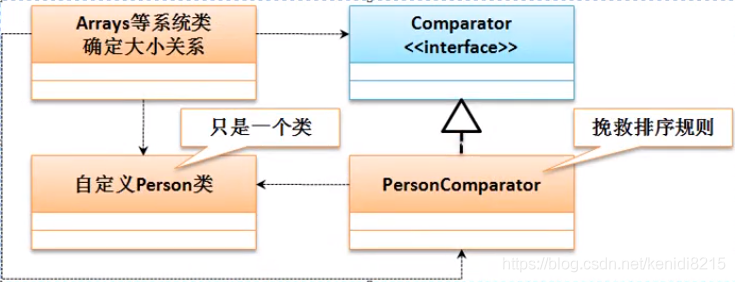 Arrays等系统类
确定大小关系
Comparator
<<interface>>
只是一个类
挽救排序规则
自定义Person类
PersonComparator
https://blog.csdn.net/kenidi8215